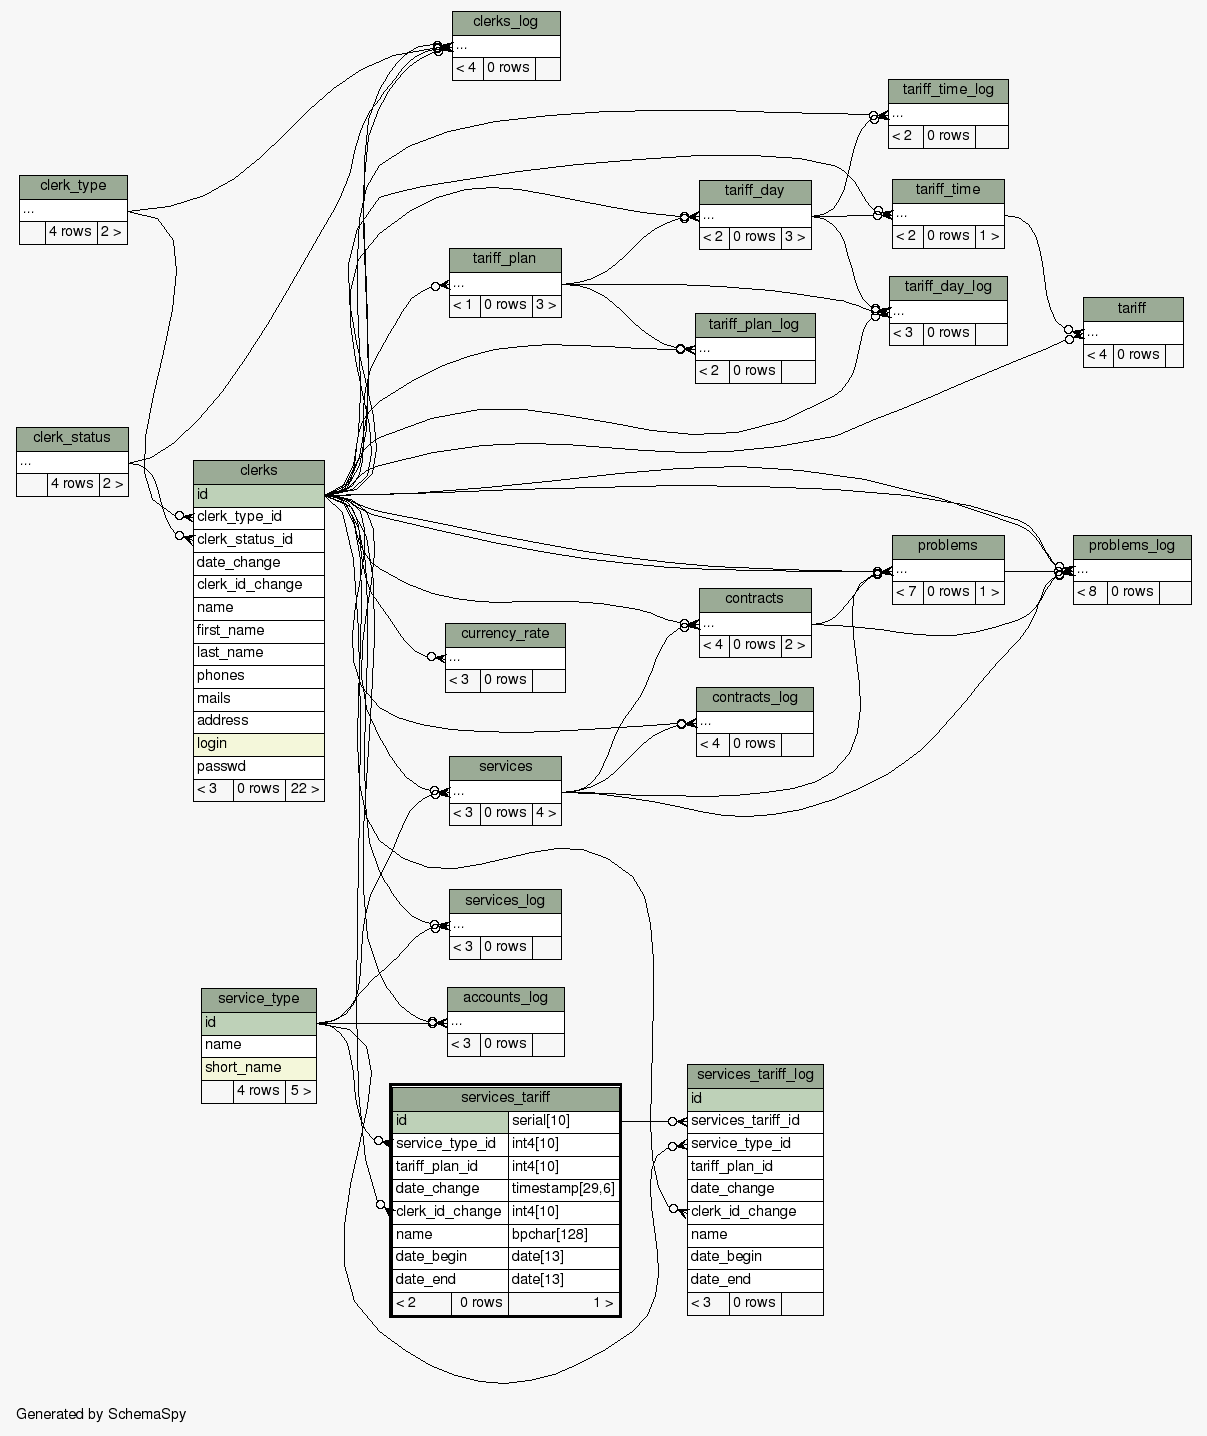 clerks_log
...
< 4 0 rows
tariff_time_log
...
< 2 0 rows
clerk_type
...
4 rows 2 >
tariff_day
...
< 2 0 rows 3 >
tariff_time
...
< 2 0 rows 1 >
tariff_plan
...
< 1 0 rows 3 >
tariff_day_log
...
< 3 0 rows
tariff
...
< 4 0 rows
tariff_plan_log
...
< 2 0 rows
clerk_status
...
4 rows 2 >
clerks
id
clerk_type_id
clerk_status_id
date_change
clerk_id_change
name
first_name
last_name
phones
mails
address
login
passwd
< 3 0 rows 22 >
problems
...
< 7 0 rows 1 >
problems_log
...
< 8 0 rows
contracts
...
< 4 0 rows 2 >
currency_rate
...
< 3 0 rows
contracts_log
...
< 4 0 rows
services
...
< 3 0 rows 4 >
services_log
...
< 3 0 rows
service_type
id
name
short_name
4 rows 5 >
accounts_log
...
< 3 0 rows
services_tariff
id serial[10]
service_type_id int4[10]
tariff_plan_id int4[10]
date_change timestamp[29,6]
clerk_id_change int4[10]
name bpchar[128]
date_begin date[13]
date_end date[13]
< 2 0 rows 1 >
services_tariff_log
id
services_tariff_id
service_type_id
tariff_plan_id
date_change
clerk_id_change
name
date_begin
date_end
< 3 0 rows
Generated by SchemaSpy